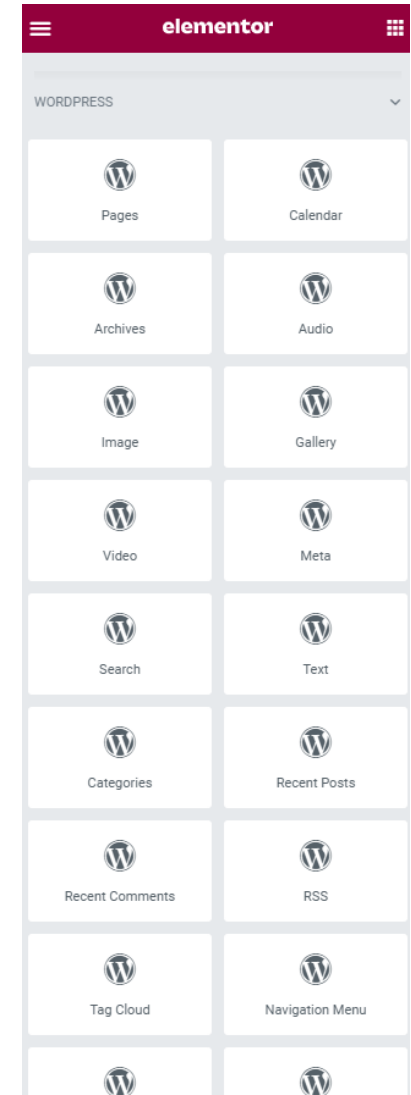 elementor
WORDPRESS
Pages
Calendar
Archives
Audio
Image
Gallery
Video
Meta
Search
Text
Categories
Recent Posts
Recent Comments
RSS
Tag Cloud
Navigation Menu